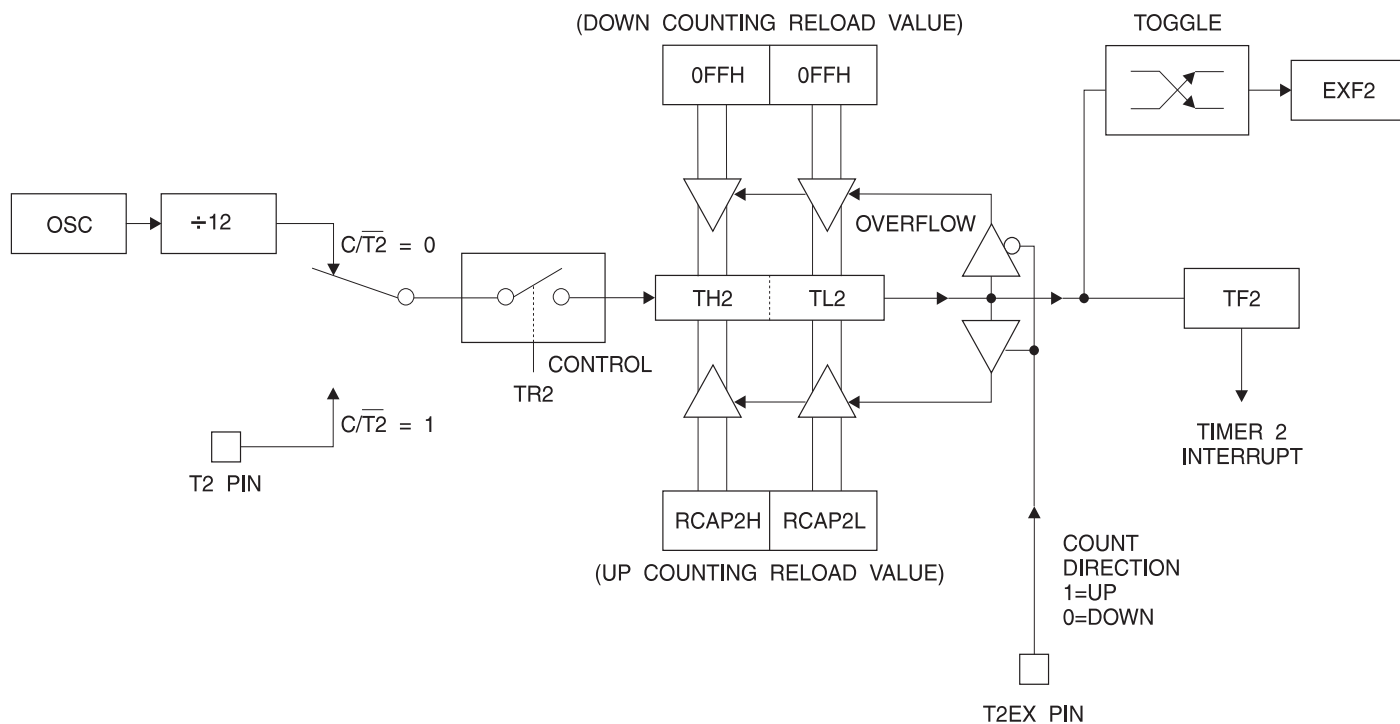 (DOWN COUNTING RELOAD VALUE)
TOGGLE
0FFH 0FFH
EXF2
OSC
÷12
C/T2̅ = 0
OVERFLOW
TH2 TL2
TF2
CONTROL
TR2
C/T2̅ = 1
T2 PIN
TIMER 2
INTERRUPT
RCAP2H RCAP2L
(UP COUNTING RELOAD VALUE)
COUNT
DIRECTION
1=UP
0=DOWN
T2EX PIN